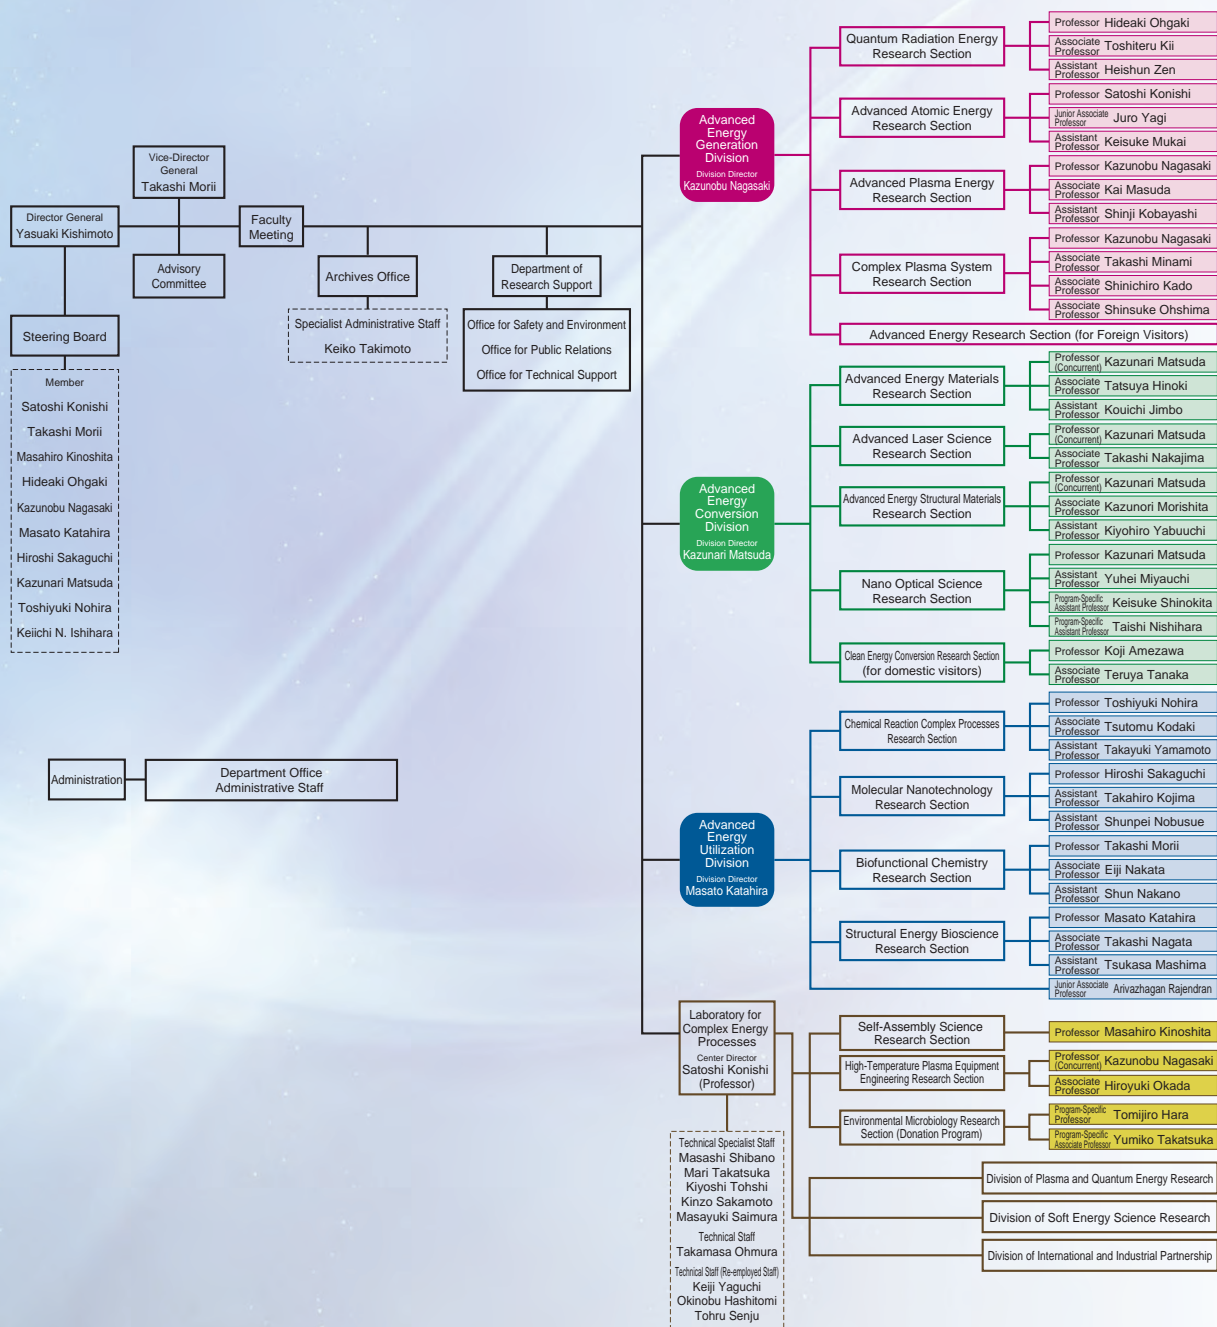 Director General
Yasuaki Kishimoto
Vice-Director
General
Takashi Morii
Advisory
Committee
Faculty
Meeting
Steering Board
Member
Satoshi Konishi
Takashi Morii
Masahiro Kinoshita
Hideaki Ohgaki
Kazunobu Nagasaki
Masato Katahira
Hiroshi Sakaguchi
Kazunari Matsuda
Toshiyuki Nohira
Keiichi N. Ishihara
Archives Office
Specialist Administrative Staff
Keiko Takimoto
Department of
Research Support
Office for Safety and Environment
Office for Public Relations
Office for Technical Support
Administration
Department Office
Administrative Staff
Advanced
Energy
Generation
Division
Division Director
Kazunobu Nagasaki
Quantum Radiation Energy
Research Section
Professor Hideaki Ohgaki
Associate
Professor Toshiteru Kii
Assistant
Professor Heishun Zen
Advanced Atomic Energy
Research Section
Professor Satoshi Konishi
Junior Associate
Professor Juro Yagi
Assistant
Professor Keisuke Mukai
Advanced Plasma Energy
Research Section
Professor Kazunobu Nagasaki
Associate
Professor Kai Masuda
Assistant
Professor Shinji Kobayashi
Complex Plasma System
Research Section
Professor Kazunobu Nagasaki
Associate
Professor Takashi Minami
Associate
Professor Shinichiro Kado
Associate
Professor Shinsuke Ohshima
Advanced Energy Research Section (for Foreign Visitors)
Advanced
Energy
Conversion
Division
Division Director
Kazunari Matsuda
Advanced Energy Materials
Research Section
Professor
(Concurrent) Kazunari Matsuda
Associate
Professor Tatsuya Hinoki
Assistant
Professor Kouichi Jimbo
Advanced Laser Science
Research Section
Professor
(Concurrent) Kazunari Matsuda
Associate
Professor Takashi Nakajima
Advanced Energy Structural Materials
Research Section
Professor
(Concurrent) Kazunari Matsuda
Associate
Professor Kazunori Morishita
Assistant
Professor Kiyohiro Yabuuchi
Nano Optical Science
Research Section
Professor Kazunari Matsuda
Assistant
Professor Yuhei Miyauchi
Program-Specific
Assistant Professor Keisuke Shinokita
Program-Specific
Assistant Professor Taishi Nishihara
Clean Energy Conversion Research Section
(for domestic visitors)
Professor Koji Amezawa
Associate
Professor Teruya Tanaka
Advanced
Energy
Utilization
Division
Division Director
Masato Katahira
Chemical Reaction Complex Processes
Research Section
Professor Toshiyuki Nohira
Associate
Professor Tsutomu Kodaki
Assistant
Professor Takayuki Yamamoto
Molecular Nanotechnology
Research Section
Professor Hiroshi Sakaguchi
Assistant
Professor Takahiro Kojima
Assistant
Professor Shunpei Nobusue
Biofunctional Chemistry
Research Section
Professor Takashi Morii
Associate
Professor Eiji Nakata
Assistant
Professor Shun Nakano
Structural Energy Bioscience
Research Section
Professor Masato Katahira
Associate
Professor Takashi Nagata
Assistant
Professor Tsukasa Mashima
Junior Associate
Professor Arivazhagan Rajendran
Laboratory for
Complex Energy
Processes
Center Director
Satoshi Konishi
(Professor)
Technical Specialist Staff
Masashi Shibano
Mari Takatsuka
Kiyoshi Tohshi
Kinzo Sakamoto
Masayuki Saimura
Technical Staff
Takamasa Ohmura
Technical Staff (Re-employed Staff)
Keiji Yaguchi
Okinobu Hashitomi
Tohru Senju
Self-Assembly Science
Research Section
Professor Masahiro Kinoshita
High-Temperature Plasma Equipment
Engineering Research Section
Professor
(Concurrent) Kazunobu Nagasaki
Associate
Professor Hiroyuki Okada
Environmental Microbiology Research
Section (Donation Program)
Program-Specific
Professor Tomijiro Hara
Program-Specific
Associate Professor Yumiko Takatsuka
Division of Plasma and Quantum Energy Research
Division of Soft Energy Science Research
Division of International and Industrial Partnership